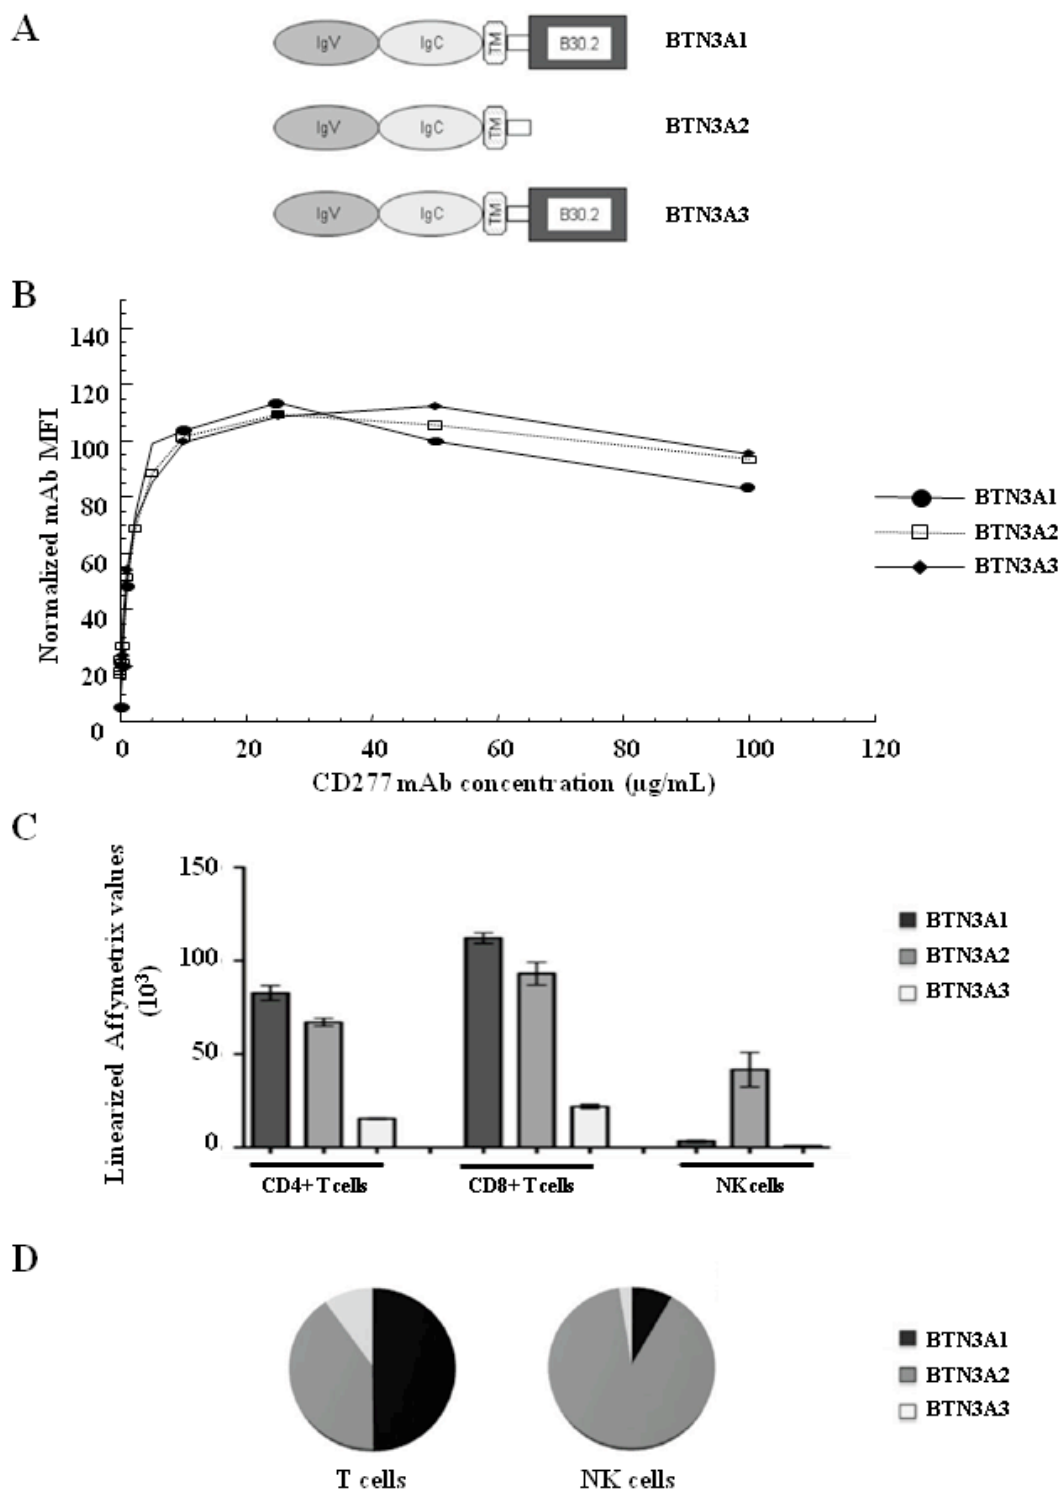 A
IgV IgC TM B30.2 BTN3A1
IgV IgC TM BTN3A2
IgV IgC TM B30.2 BTN3A3
B
Normalized mAb MFI
140
120
100
80
60
40
20
0
0 20 40 60 80 100 120
CD277 mAb concentration (µg/mL)
BTN3A1
BTN3A2
BTN3A3
C
Linearized Affymetrix values
(10³)
150
100
50
0
CD4+ T cells CD8+ T cells NK cells
BTN3A1
BTN3A2
BTN3A3
D
T cells NK cells
BTN3A1
BTN3A2
BTN3A3